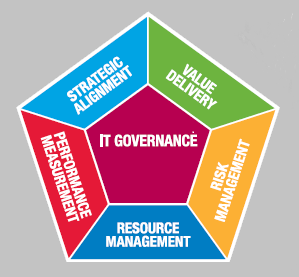 STRATEGIC
ALIGNMENT
VALUE
DELIVERY
IT GOVERNANCE
PERFORMANCE
MEASUREMENT
RISK
MANAGEMENT
RESOURCE
MANAGEMENT